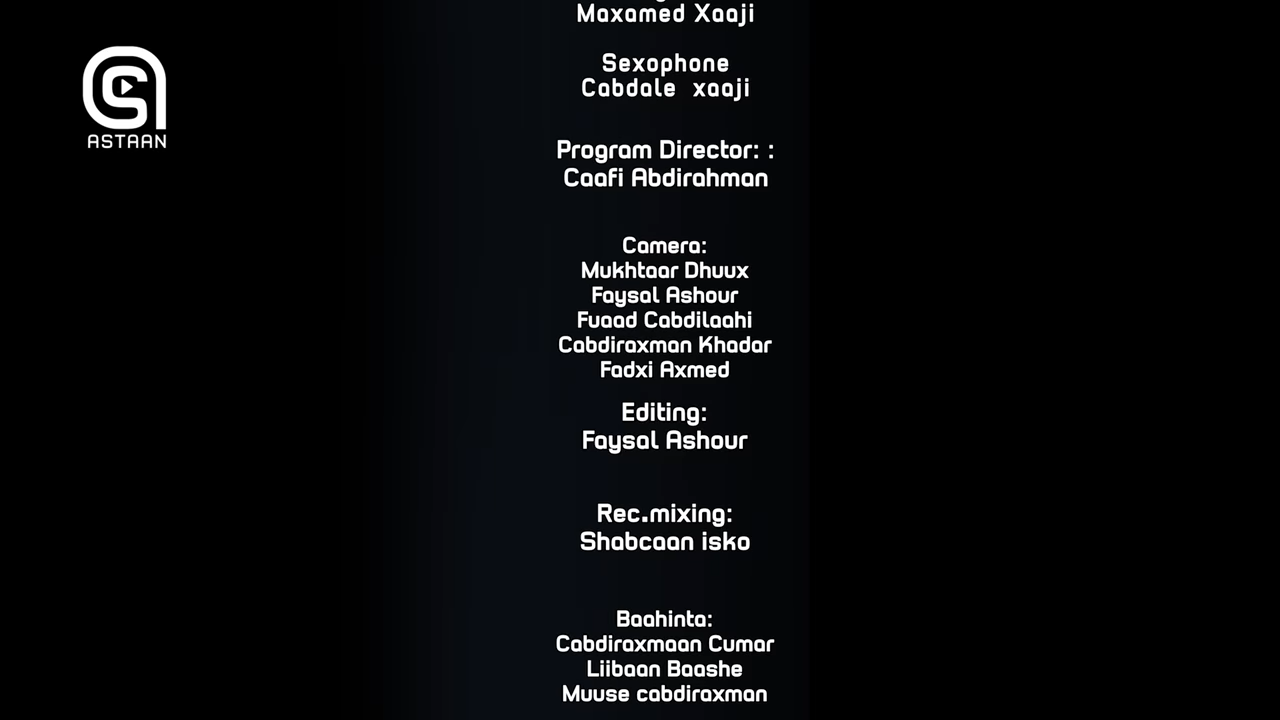 Maxamed Xaaji
Sexophone
Cabdale xaaji
Program Director: :
Caafi Abdirahman
Camera:
Mukhtaar Dhuux
Faysal Ashour
Fuaad Cabdilaahi
Cabdiraxman Khadar
Fadxi Axmed
Editing:
Faysal Ashour
Rec.mixing:
Shabcaan isko
Baahinta:
Cabdiraxmaan Cumar
Liibaan Baashe
Muuse cabdiraxman
ASTAAN